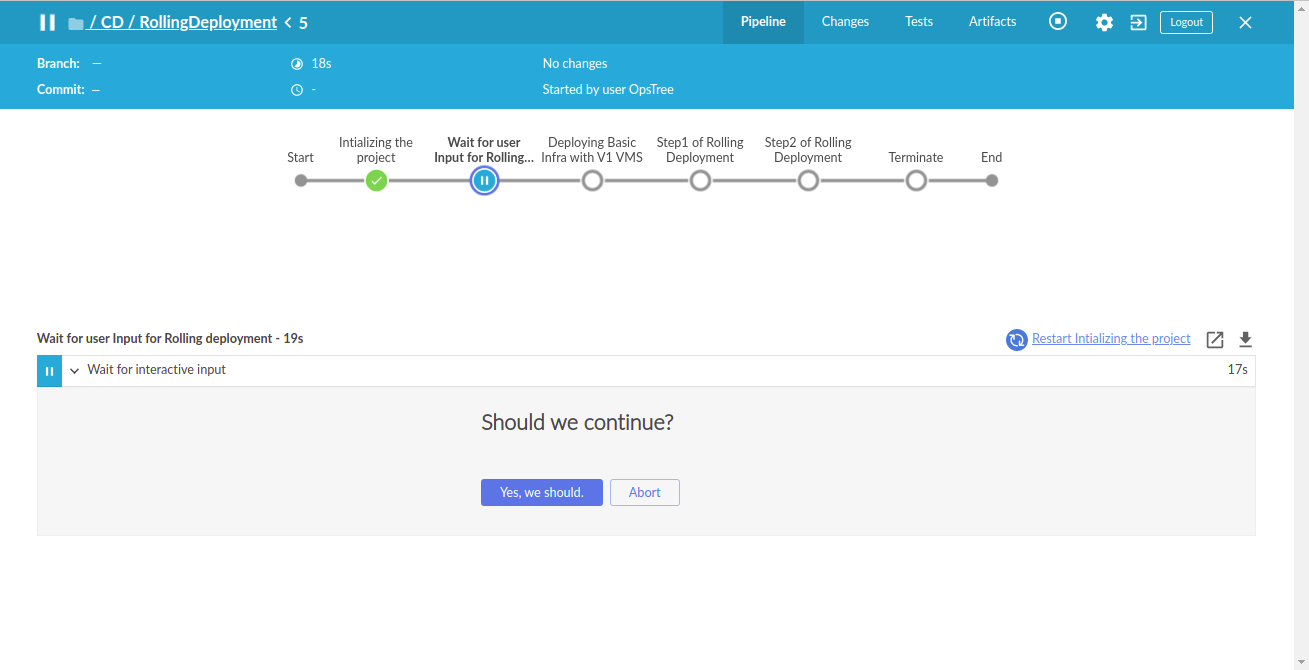 / CD / RollingDeployment < 5
Pipeline
Changes
Tests
Artifacts
Logout
Branch: —
18s
No changes
Commit: —
-
Started by user OpsTree
Start
Intializing the
project
Wait for user
Input for Rolling...
Deploying Basic
Infra with V1 VMS
Step1 of Rolling
Deployment
Step2 of Rolling
Deployment
Terminate
End
Wait for user Input for Rolling deployment - 19s
Restart Intializing the project
Wait for interactive input
17s
Should we continue?
Yes, we should.
Abort